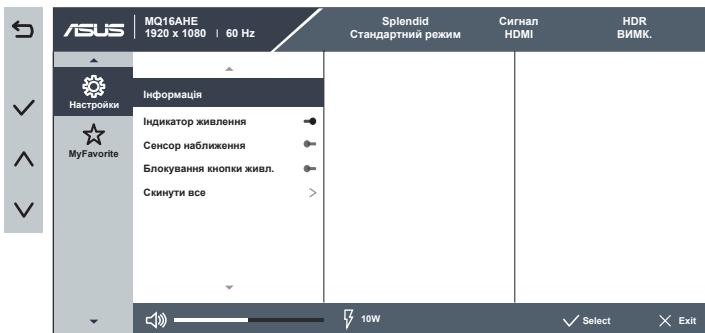 ASUS
MQ16AHE
1920 x 1080 | 60 Hz
Splendid
Стандартний режим
Сигнал
HDMI
HDR
ВИМК.
Настройки
MyFavorite
Інформація
Індикатор живлення
Сенсор наближення
Блокування кнопки живл.
Скинути все
10W
Select
Exit